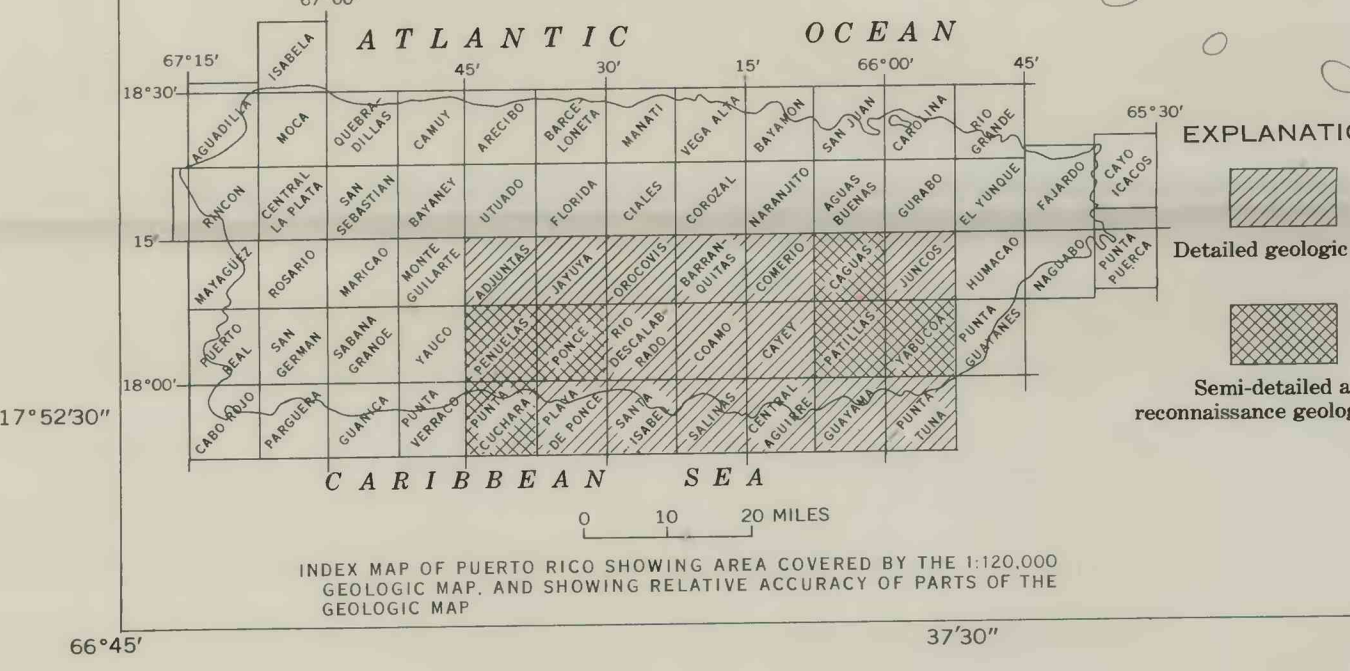 67°00′
ATLANTIC OCEAN
67°15′ 45′ 30′ 15′ 66°00′ 45′
65°30′
18°30′
15′
18°00′
17°52′30″
ISABELA
AGUADILLA
MOCA
QUEBRA-
DILLAS
CAMUY
ARECIBO
BARCE-
LONETA
MANATI
VEGA ALTA
BAYAMON
SAN JUAN
CAROLINA
RIO
GRANDE
RINCON
CENTRAL
LA PLATA
SAN
SEBASTIAN
BAYANEY
UTUADO
FLORIDA
CIALES
COROZAL
NARANJITO
AGUAS
BUENAS
GURABO
EL YUNQUE
FAJARDO
CAYO
ICACOS
MAYAGUEZ
ROSARIO
MARICAO
MONTE
GUILARTE
ADJUNTAS
JAYUYA
OROCOVIS
BARRAN-
QUITAS
COMERIO
CAGUAS
JUNCOS
HUMACAO
NAGUABO
PUNTA
PUERCA
PUERTO
REAL
SAN
GERMAN
SABANA
GRANDE
YAUCO
PENUELAS
PONCE
RIO
DESCALAB-
RADO
COAMO
CAYEY
PATILLAS
YABUCOA
PUNTA
GUAYANES
CABO ROJO
PARGUERA
GUANICA
PUNTA
VERRACO
PUNTA
CUCHARA
PLAYA
DE PONCE
SANTA
ISABEL
SALINAS
CENTRAL
AGUIRRE
GUAYAMA
PUNTA
TUNA
CARIBBEAN SEA
0 10 20 MILES
INDEX MAP OF PUERTO RICO SHOWING AREA COVERED BY THE 1:120,000
GEOLOGIC MAP, AND SHOWING RELATIVE ACCURACY OF PARTS OF THE
GEOLOGIC MAP
66°45′
37′30″
EXPLANATIO
Detailed geologic
Semi-detailed a
reconnaissance geolog